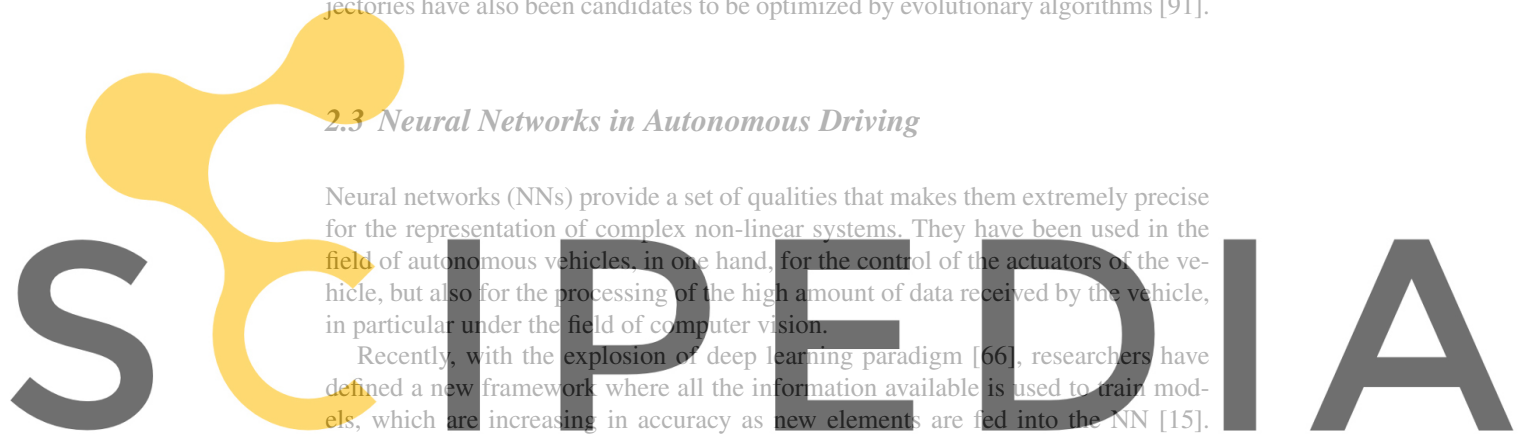 jectories have also been candidates to be optimized by evolutionary algorithms [91].
2.3 Neural Networks in Autonomous Driving
Neural networks (NNs) provide a set of qualities that makes them extremely precise
for the representation of complex non-linear systems. They have been used in the
field of autonomous vehicles, in one hand, for the control of the actuators of the ve-
hicle, but also for the processing of the high amount of data received by the vehicle,
in particular under the field of computer vision.
Recently, with the explosion of deep learning paradigm [66], researchers have
defined a new framework where all the information available is used to train mod-
els, which are increasing in accuracy as new elements are fed into the NN [15].
SCIPEDIA